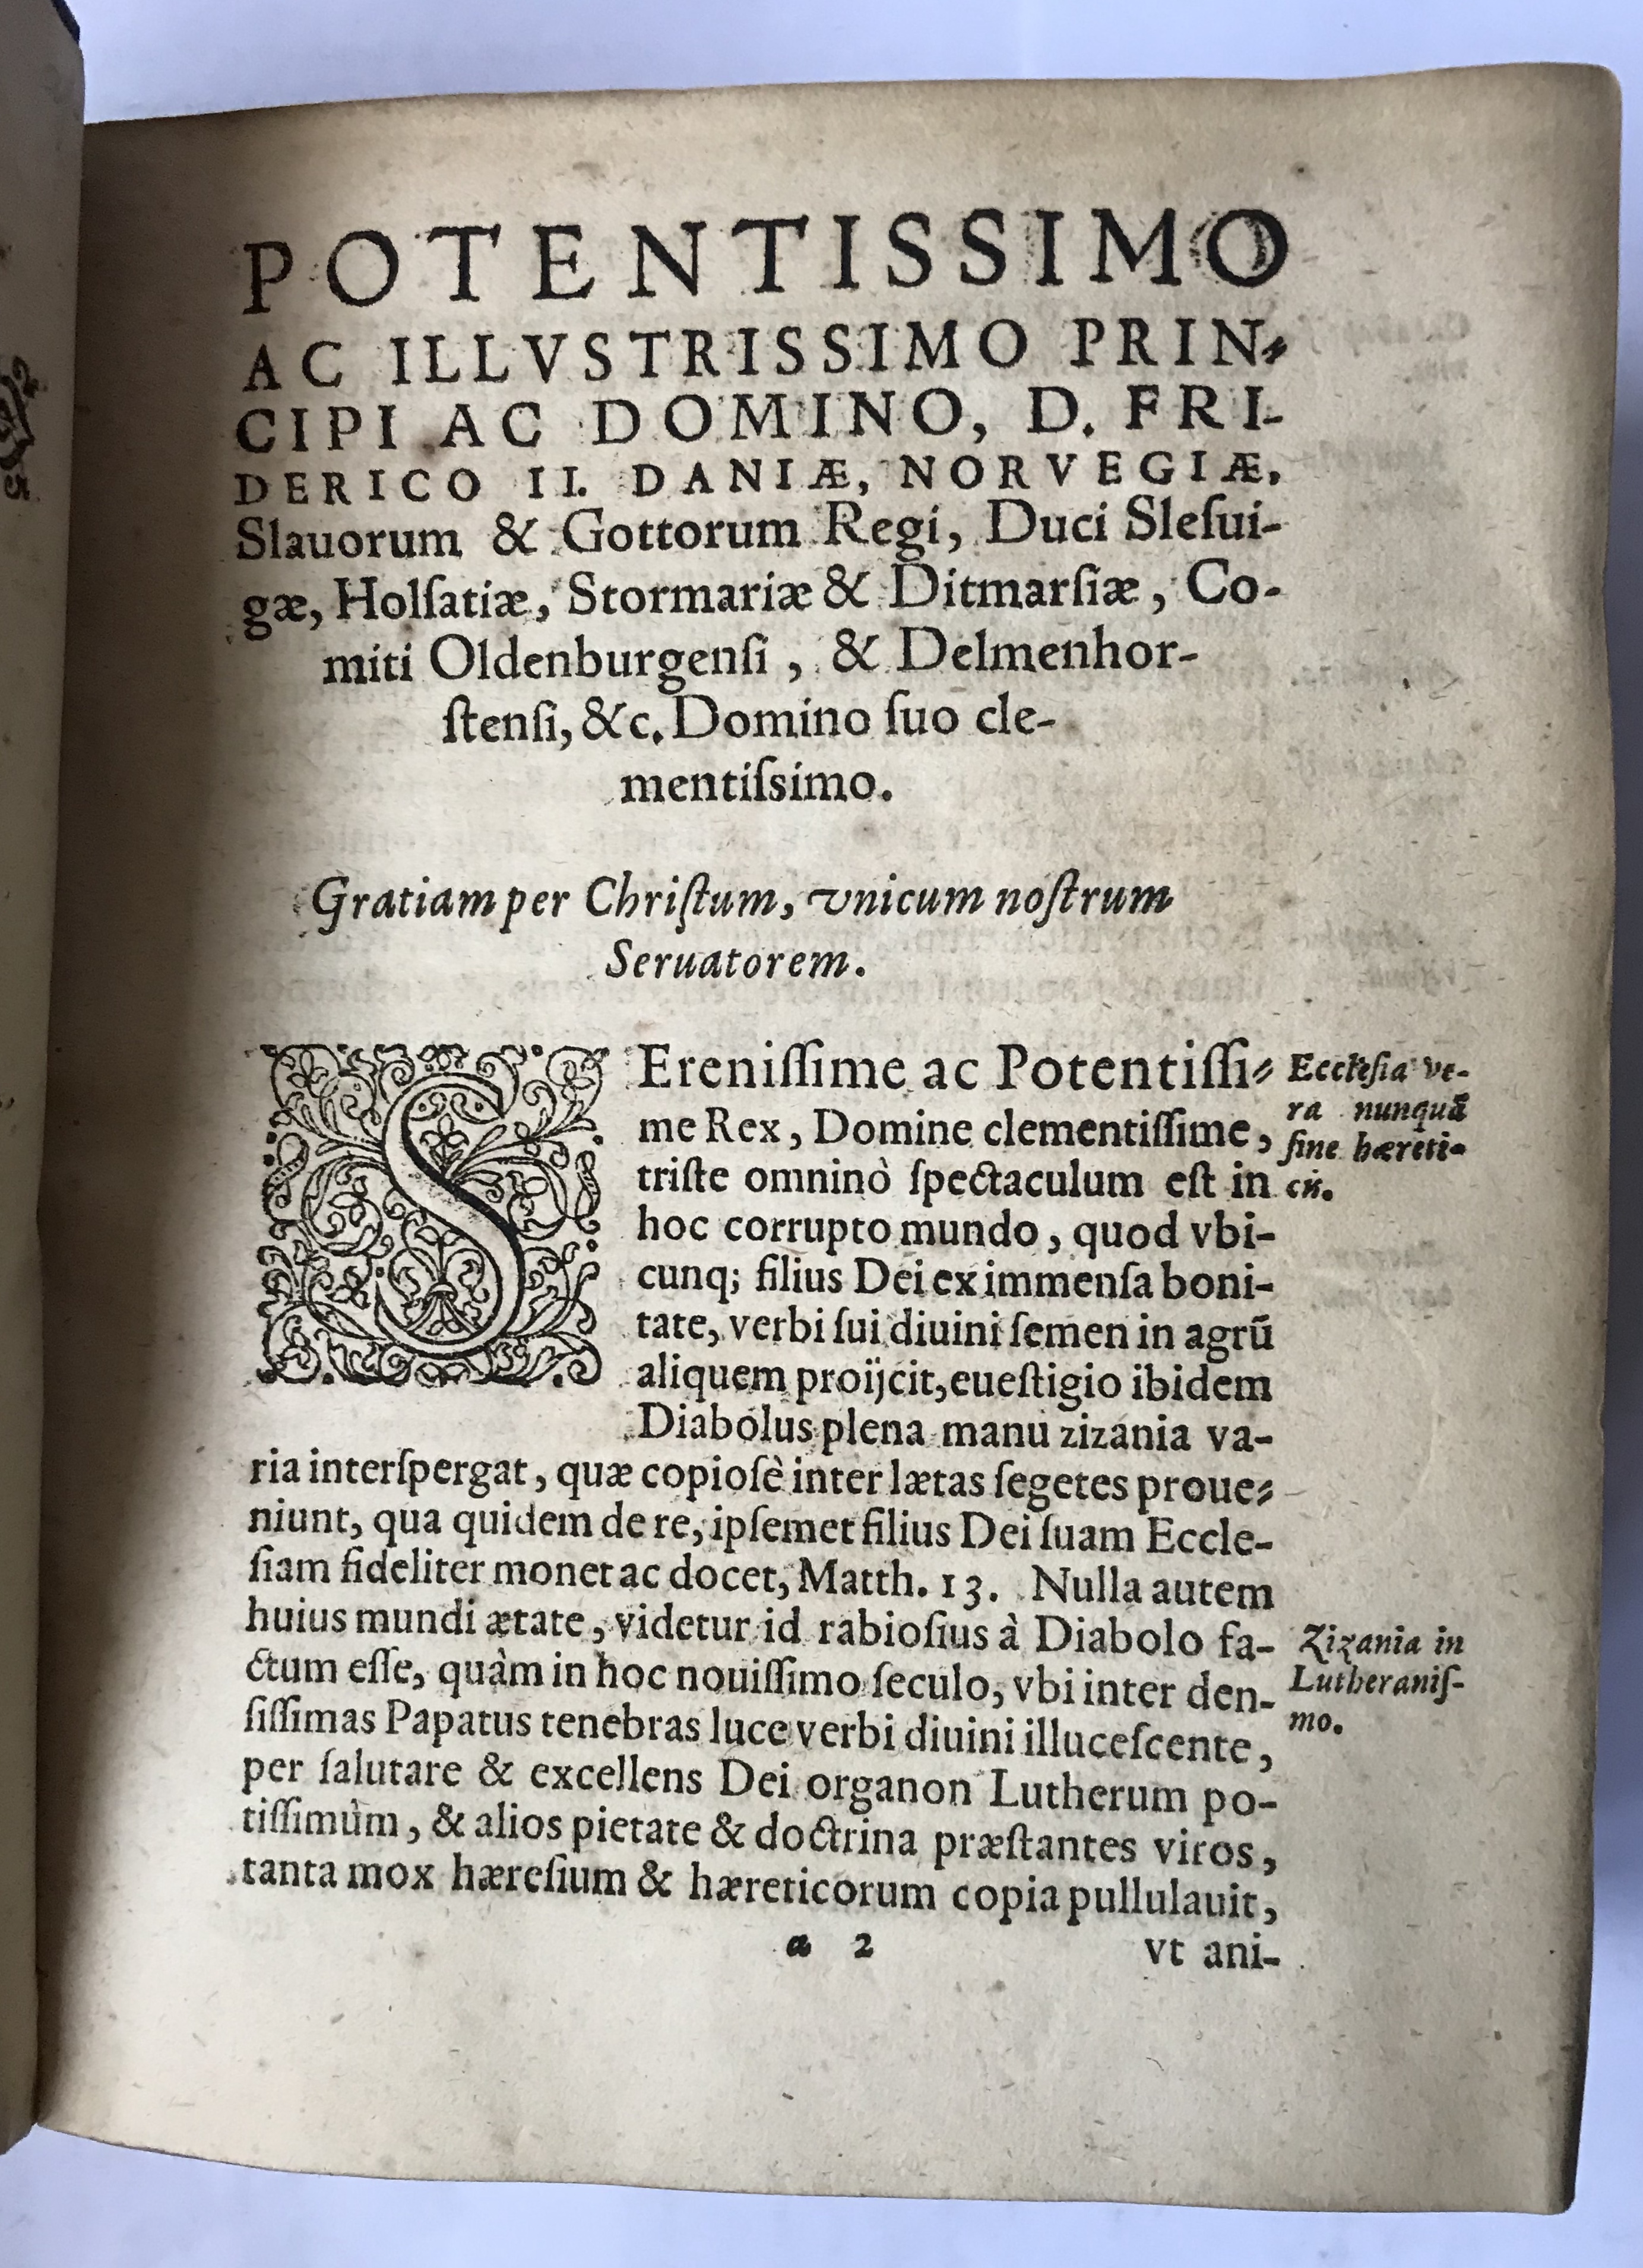 POTENTISSIMO
AC ILLVSTRISSIMO PRIN-
CIPI AC DOMINO, D. FRI-
DERICO II. DANIÆ, NORVEGIÆ,
Slauorum & Gottorum Regi, Duci Sleſui-
gæ, Holſatiæ, Stormariæ & Ditmarſiæ, Co-
miti Oldenburgenſi, & Delmenhor-
ſtenſi, &c. Domino ſuo cle-
mentiſsimo.
Gratiam per Chriſtum, vnicum noſtrum
Seruatorem.
SEreniſſime ac Potentiſſi-
me Rex, Domine clementiſſime,
triſte omninò ſpectaculum eſt in
hoc corrupto mundo, quod vbi-
cunq; filius Dei ex immenſa boni-
tate, verbi ſui diuini ſemen in agrū
aliquem proijcit, eueſtigio ibidem
Diabolus plena manu zizania va-
ria interſpergat, quæ copioſè inter lætas ſegetes proue-
niunt, qua quidem de re, ipſemet filius Dei ſuam Eccle-
ſiam fideliter monet ac docet, Matth. 13. Nulla autem
huius mundi ætate, videtur id rabioſius à Diabolo fa-
ctum eſſe, quàm in hoc nouiſſimo ſeculo, vbi inter den-
ſiſſimas Papatus tenebras luce verbi diuini illuceſcente,
per ſalutare & excellens Dei organon Lutherum po-
tiſſimùm, & alios pietate & doctrina præſtantes viros,
tanta mox hæreſium & hæreticorum copia pullulauit,
a 2
vt ani-
Eccleſia ve-
ra nunquā
ſine hæreti-
cis.
Zizania in
Lutheraniſ-
mo.